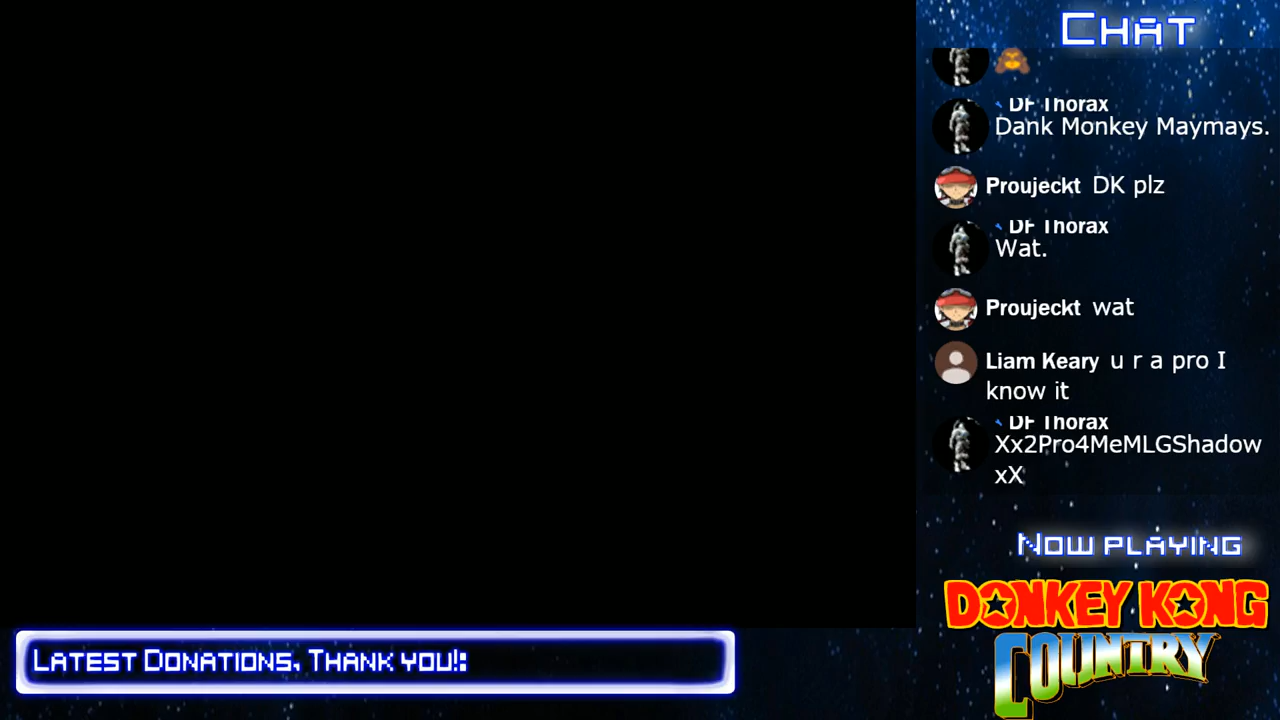 CHAT
DF Thorax
Dank Monkey Maymays.
Proujeckt DK plz
DF Thorax
Wat.
Proujeckt wat
Liam Keary u r a pro I
know it
DF Thorax
Xx2Pro4MeMLGShadow
xX
NOW PLAYING
DONKEY KONG
COUNTRY
LATEST DONATIONS, THANK YOU!: